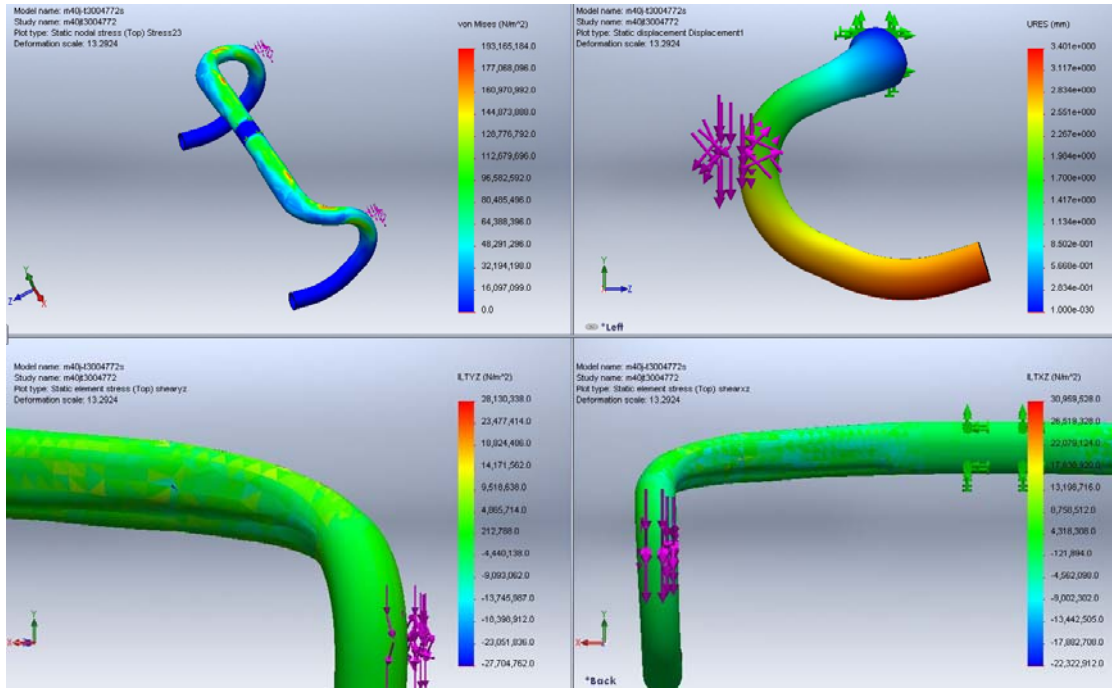 Model name: m40j-t3004772s
Study name: m40jt3004772
Plot type: Static nodal stress (Top) Stress23
Deformation scale: 13.2924
von Mises (N/m^2)
193,165,184.0
177,068,096.0
160,970,992.0
144,873,888.0
128,776,792.0
112,679,696.0
96,582,592.0
80,485,496.0
64,388,396.0
48,291,296.0
32,194,198.0
16,097,099.0
0.0
Y
Z
X
Model name: m40j-t3004772s
Study name: m40jt3004772
Plot type: Static displacement Displacement1
Deformation scale: 13.2924
URES (mm)
3.401e+000
3.117e+000
2.834e+000
2.551e+000
2.267e+000
1.984e+000
1.700e+000
1.417e+000
1.134e+000
8.502e-001
5.668e-001
2.834e-001
1.000e-030
Y
Z
*Left
Model name: m40j-t3004772s
Study name: m40jt3004772
Plot type: Static element stress (Top) shearyz
Deformation scale: 13.2924
ILTYZ (N/m^2)
28,130,338.0
23,477,414.0
18,824,486.0
14,171,562.0
9,518,638.0
4,865,714.0
212,788.0
-4,440,138.0
-9,093,062.0
-13,745,987.0
-18,398,912.0
-23,051,836.0
-27,704,762.0
Y
X
Model name: m40j-t3004772s
Study name: m40jt3004772
Plot type: Static element stress (Top) shearxz
Deformation scale: 13.2924
ILTXZ (N/m^2)
30,959,528.0
26,519,328.0
22,079,124.0
17,638,920.0
13,198,716.0
8,758,512.0
4,318,308.0
-121,894.0
-4,562,098.0
-9,002,302.0
-13,442,505.0
-17,882,708.0
-22,322,912.0
Y
X
*Back